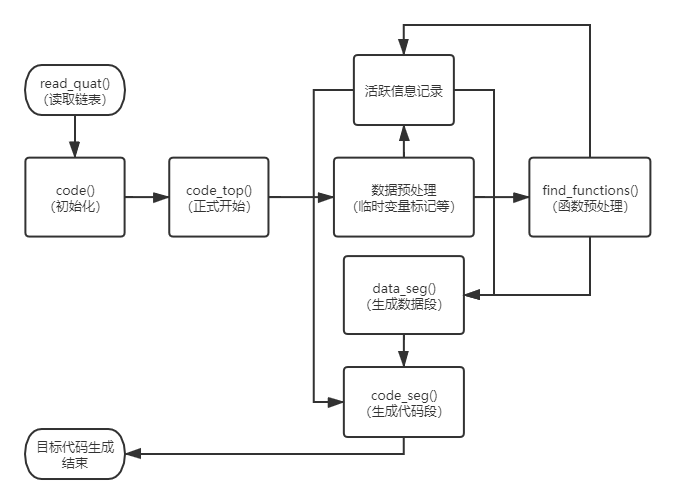 read_quat()
（读取链表）
code()
（初始化）
code_top()
（正式开始）
活跃信息记录
数据预处理
（临时变量标记等）
find_functions()
（函数预处理）
data_seg()
（生成数据段）
code_seg()
（生成代码段）
目标代码生成
结束